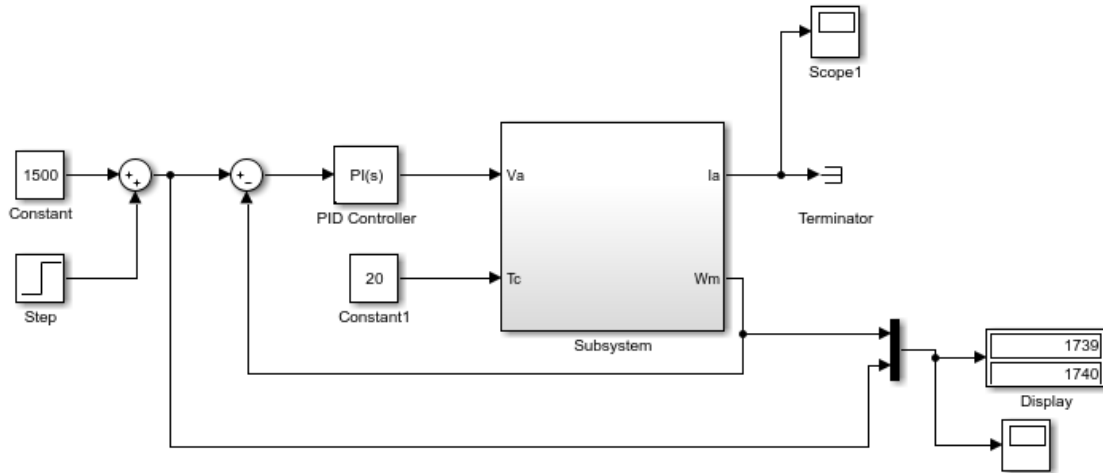 Scope1
1500
+
+
Constant
+
−
PI(s)
PID Controller
Va
Ia
Terminator
Step
20
Constant1
Tc
Wm
Subsystem
1739
1740
Display